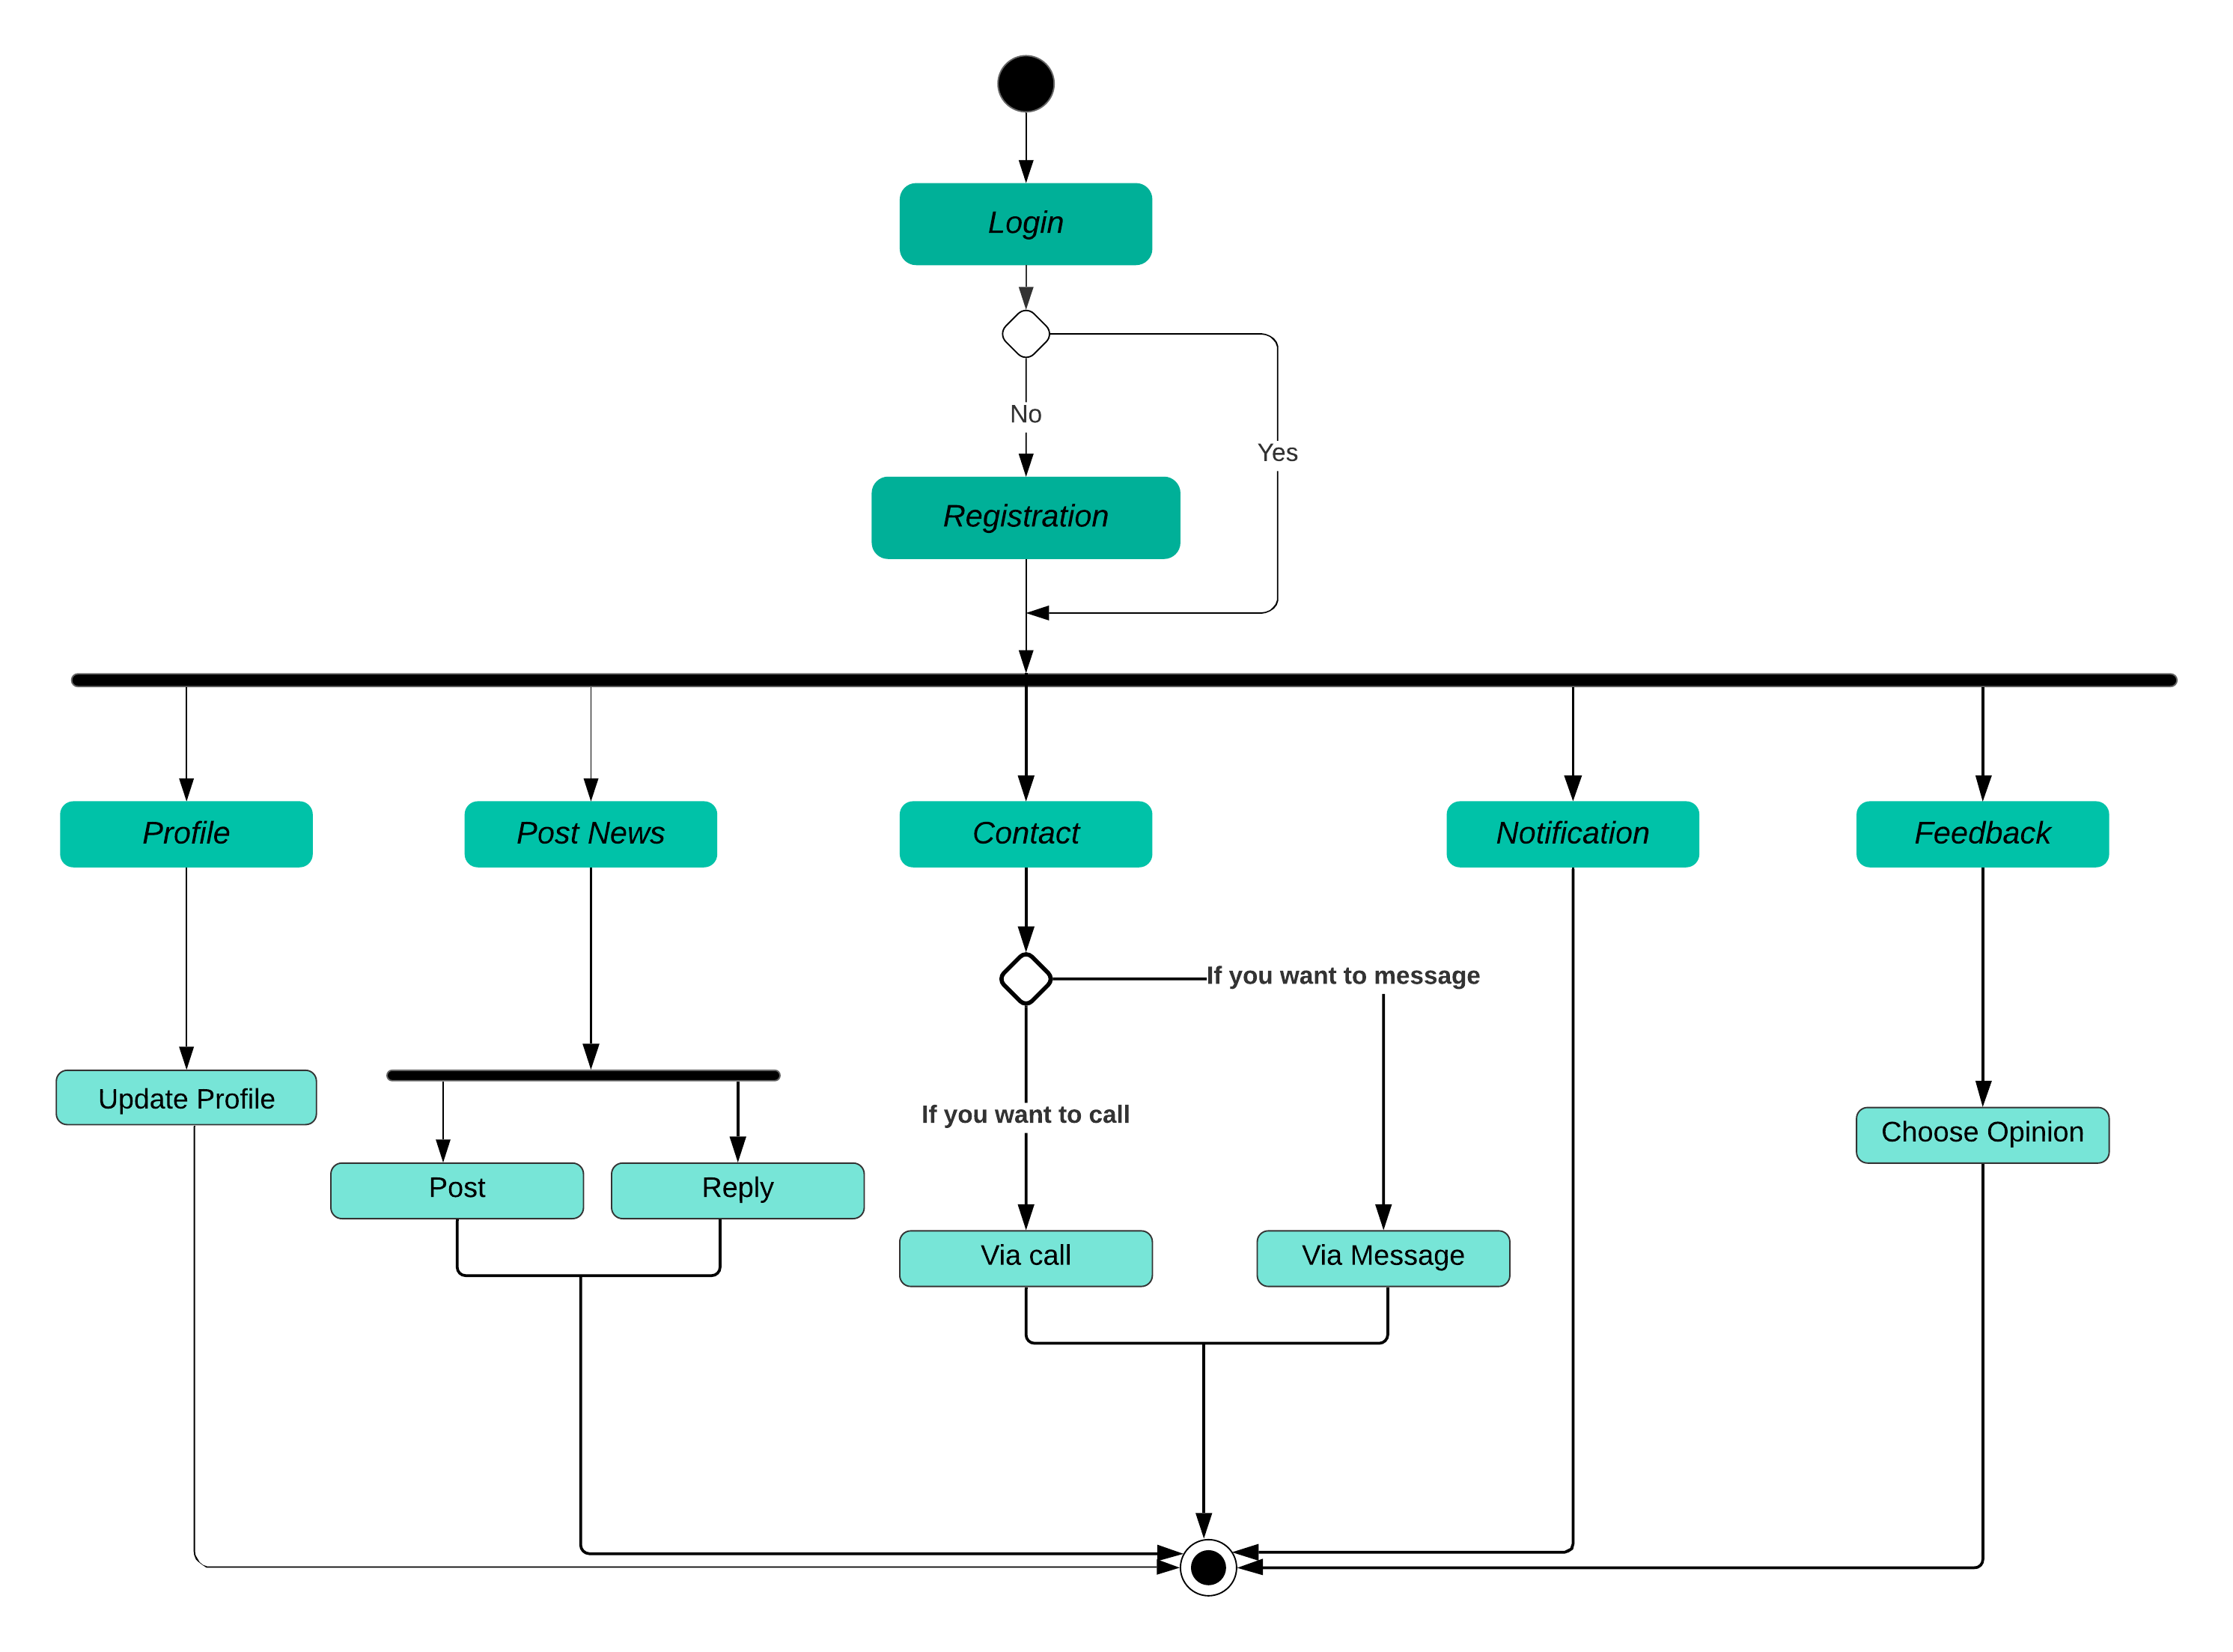 Login
No
Yes
Registration
Profile
Post News
Contact
Notification
Feedback
If you want to message
Update Profile
If you want to call
Choose Opinion
Post
Reply
Via call
Via Message